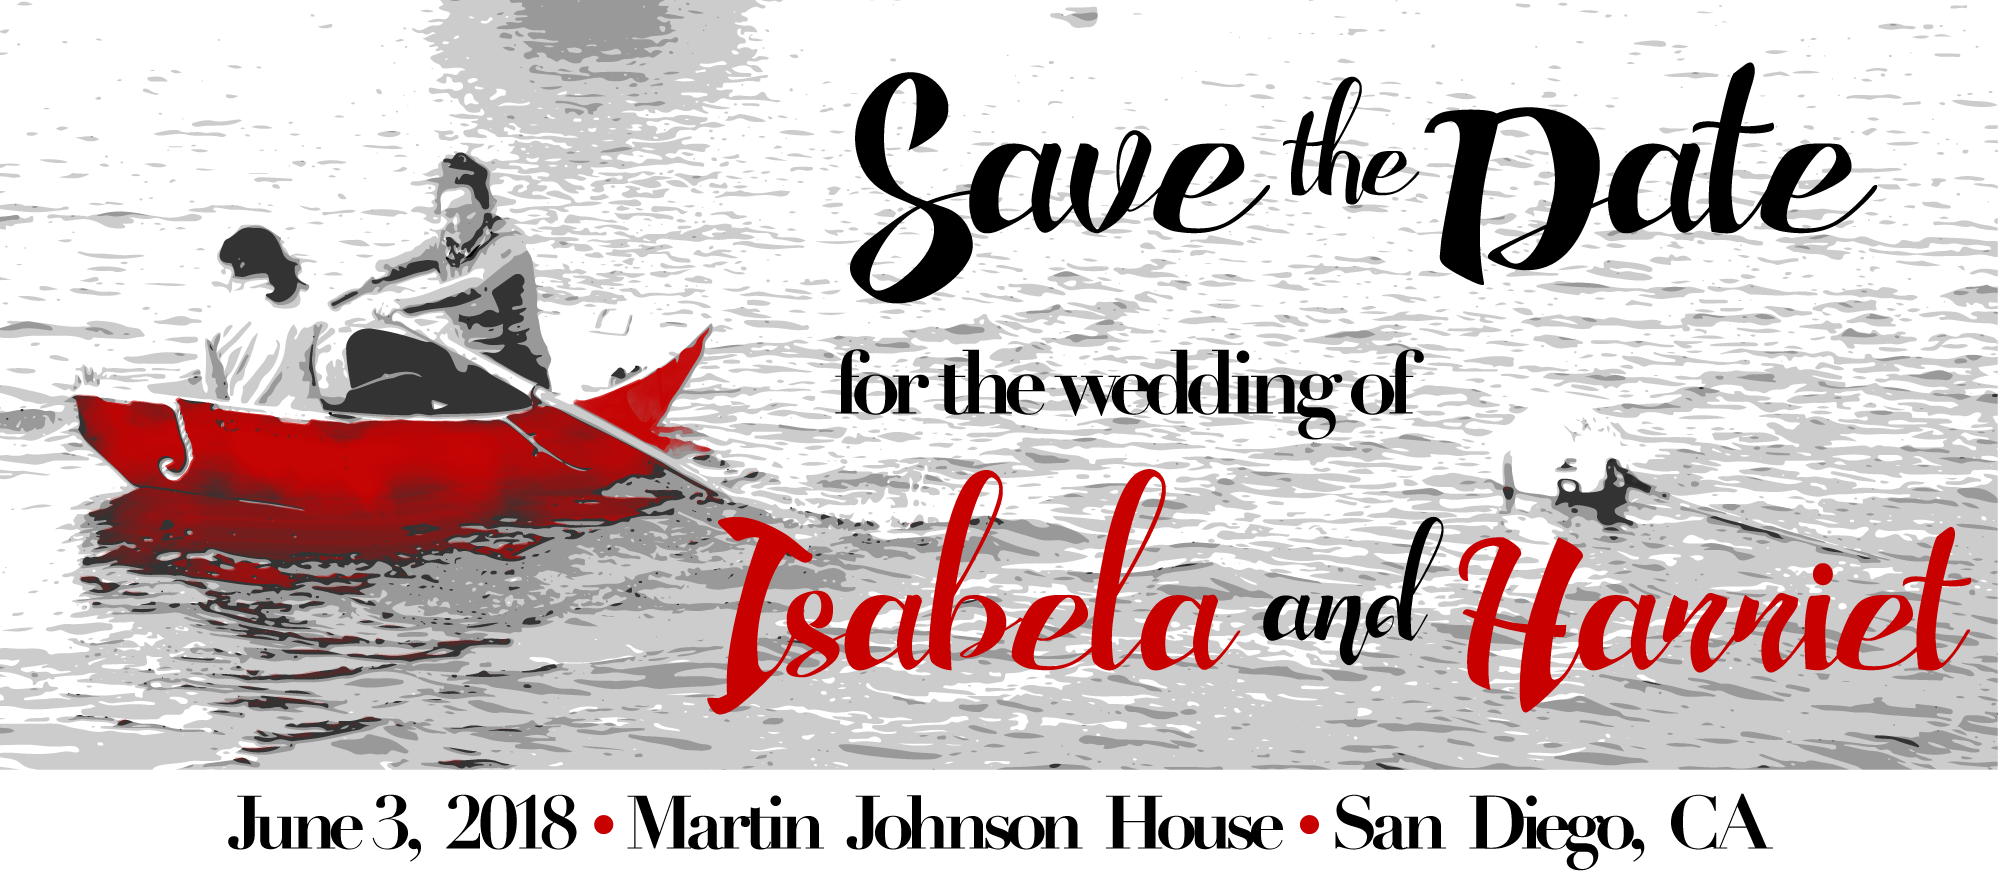 Save the Date
for the wedding of
Isabela and Harriet
June 3, 2018 • Martin Johnson House • San Diego, CA